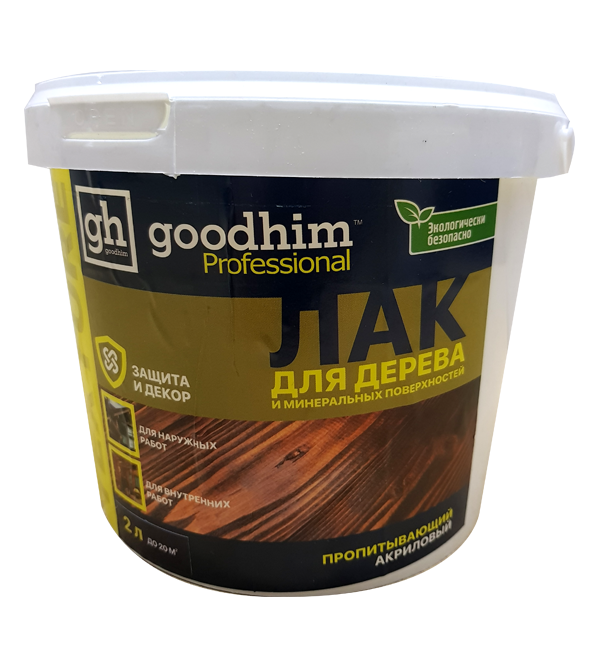 gh
goodhim
goodhim™
Professional
Экологически
безопасно
ЛАК
ДЛЯ ДЕРЕВА
И МИНЕРАЛЬНЫХ ПОВЕРХНОСТЕЙ
ЗАЩИТА
И ДЕКОР
ДЛЯ НАРУЖНЫХ
РАБОТ
ДЛЯ ВНУТРЕННИХ
РАБОТ
2 Л ДО 20 М²
ПРОПИТЫВАЮЩИЙ
АКРИЛОВЫЙ